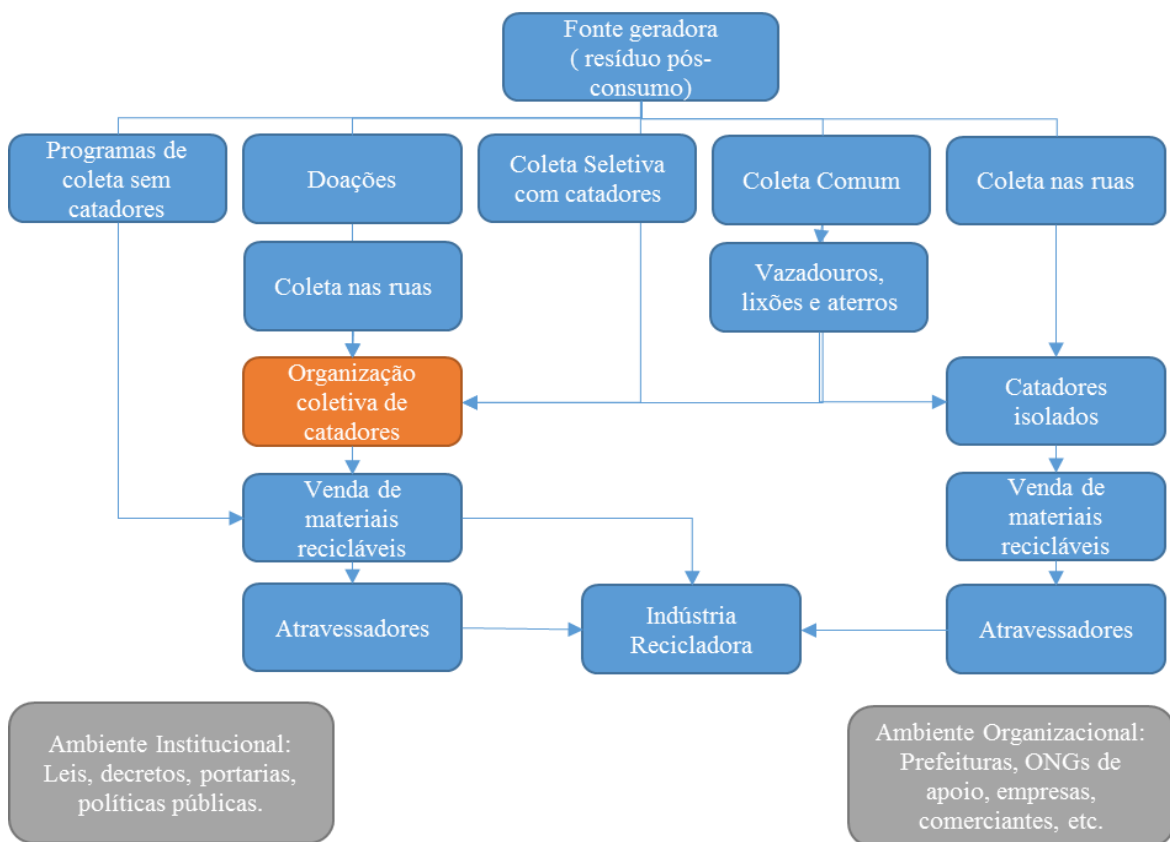 Fonte geradora
( resíduo pós-
consumo)
Programas de
coleta sem
catadores
Doações
Coleta Seletiva
com catadores
Coleta Comum
Coleta nas ruas
Coleta nas ruas
Vazadouros,
lixões e aterros
Organização
coletiva de
catadores
Catadores
isolados
Venda de
materiais
recicláveis
Venda de
materiais
recicláveis
Atravessadores
Indústria
Recicladora
Atravessadores
Ambiente Institucional:
Leis, decretos, portarias,
políticas públicas.
Ambiente Organizacional:
Prefeituras, ONGs de
apoio, empresas,
comerciantes, etc.